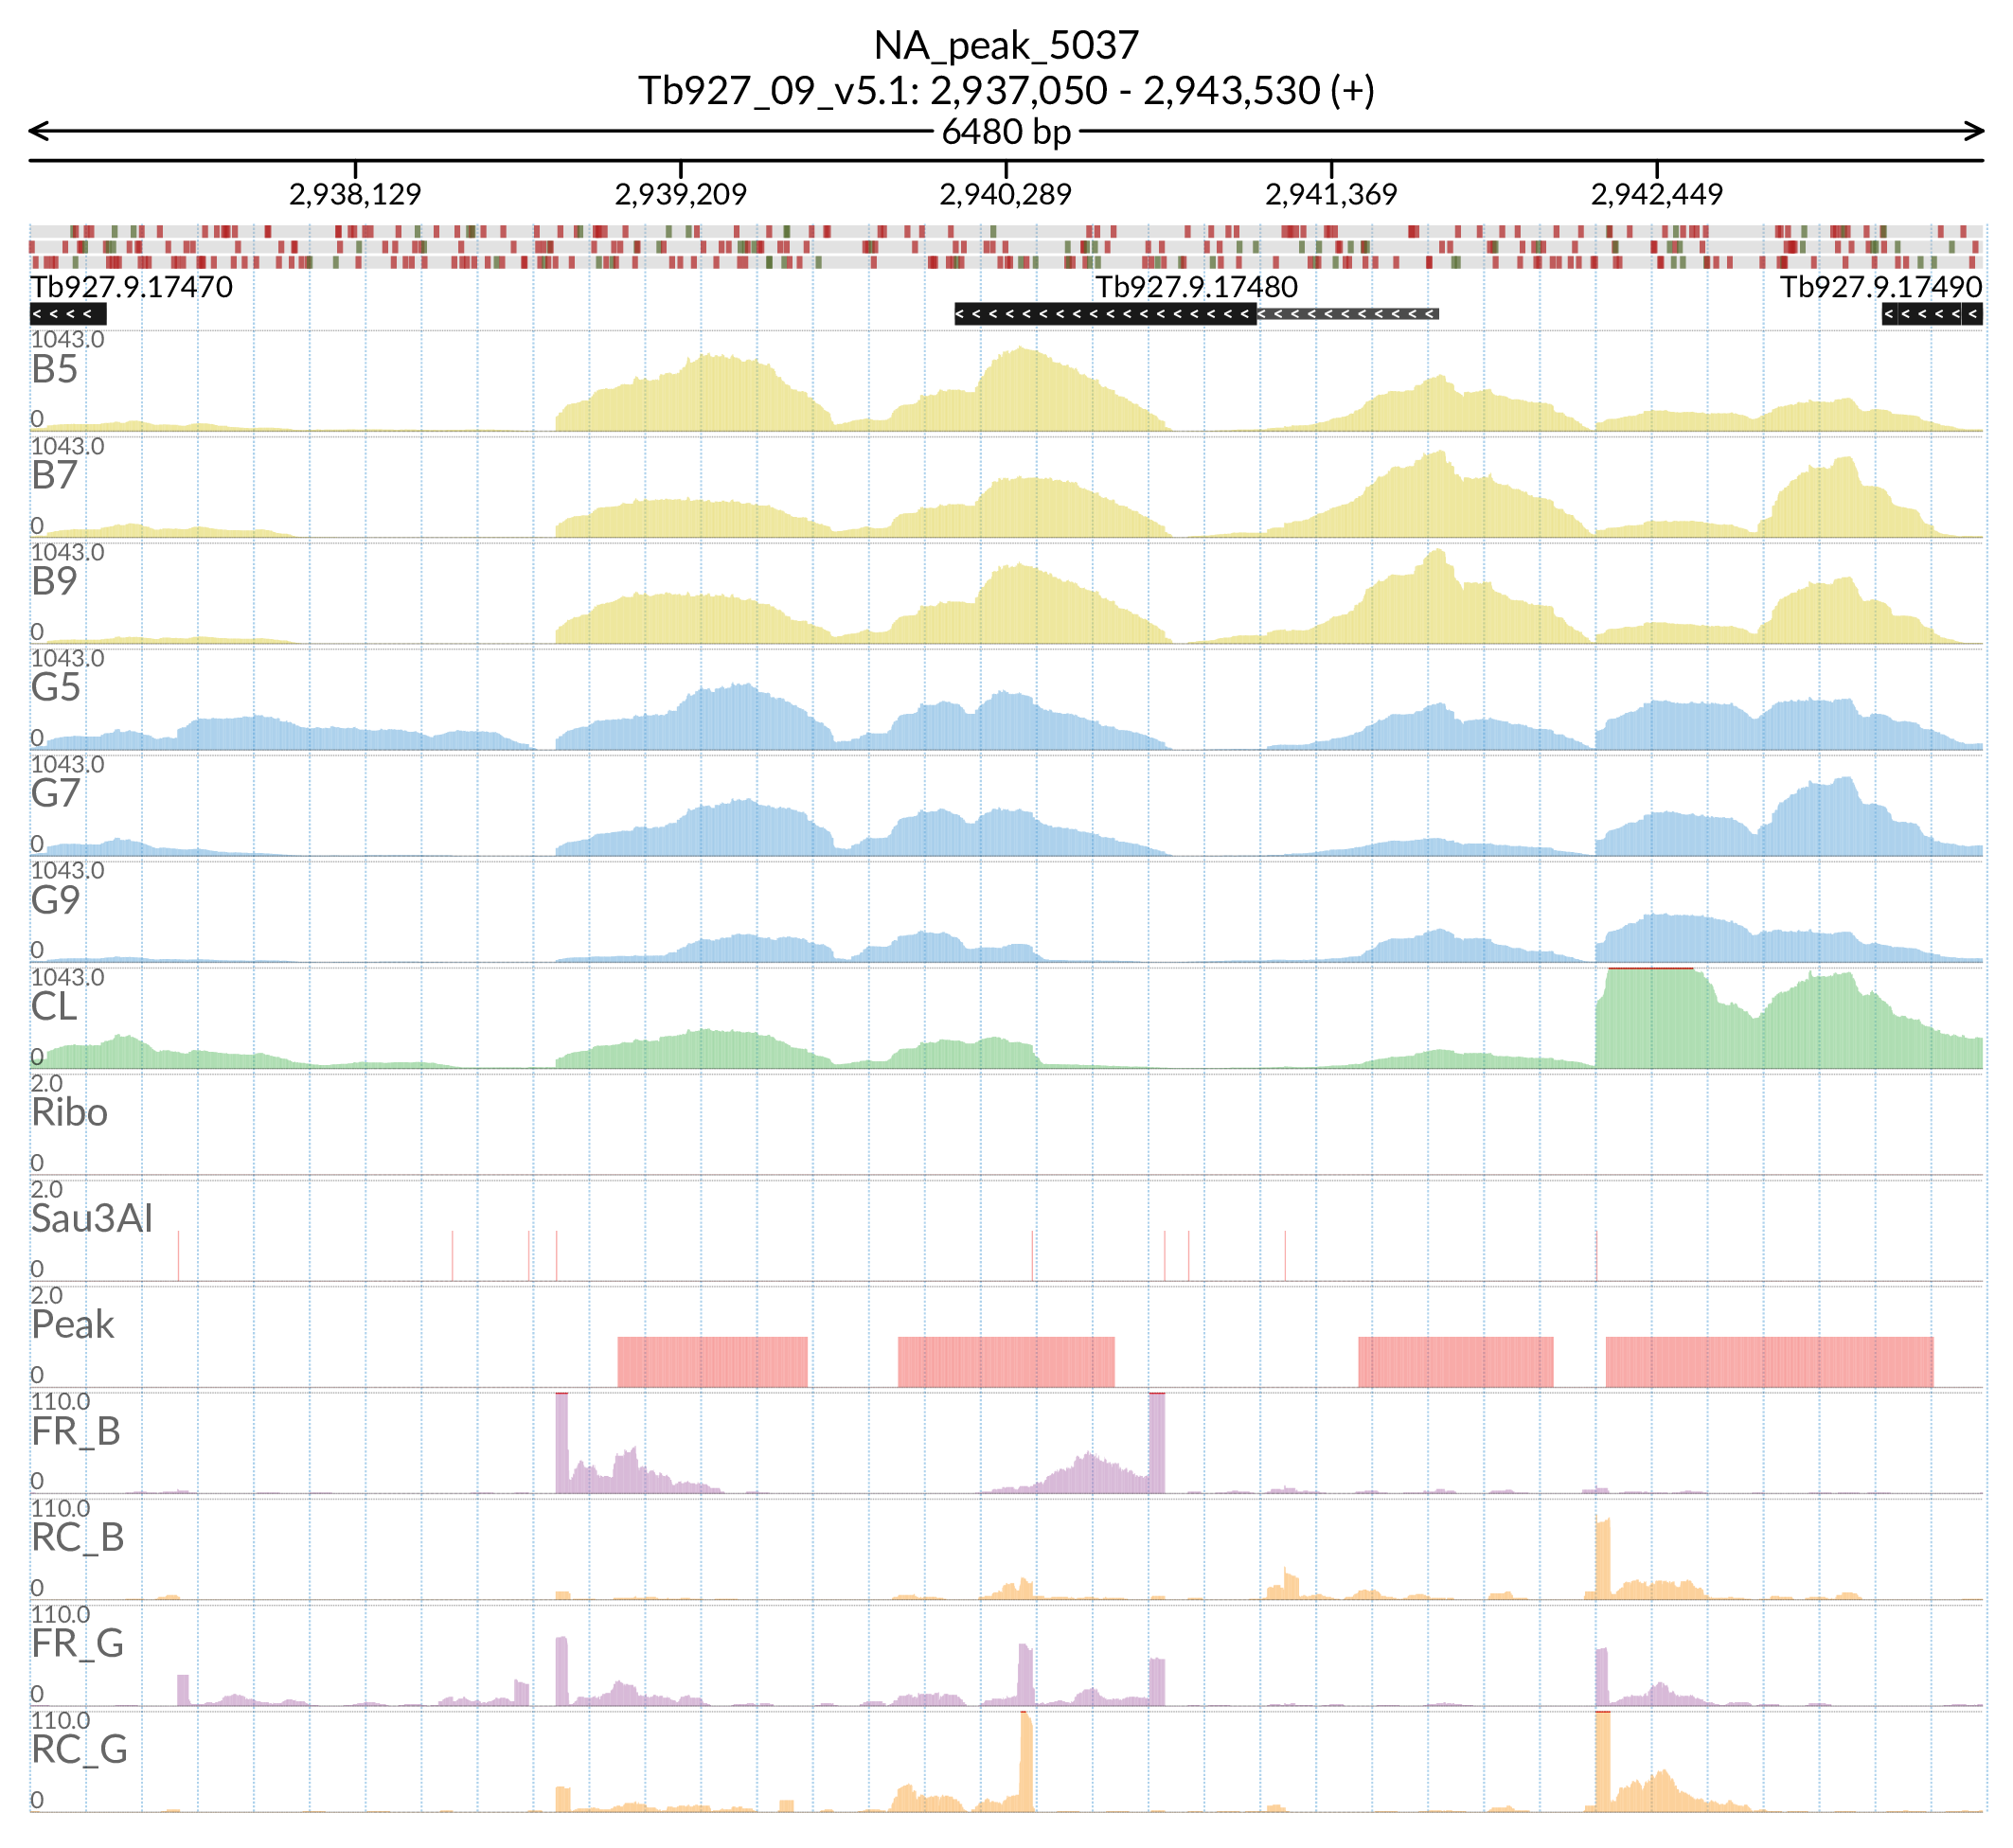 NA_peak_5037
Tb927_09_v5.1: 2,937,050 - 2,943,530 (+)
6480 bp
2,938,129 2,939,209 2,940,289 2,941,369 2,942,449
Tb927.9.17470 Tb927.9.17480 Tb927.9.17490
1043.0
B5
0
1043.0
B7
0
1043.0
B9
0
1043.0
G5
0
1043.0
G7
0
1043.0
G9
0
1043.0
CL
0
2.0
Ribo
0
2.0
Sau3AI
0
2.0
Peak
0
110.0
FR_B
0
110.0
RC_B
0
110.0
FR_G
0
110.0
RC_G
0